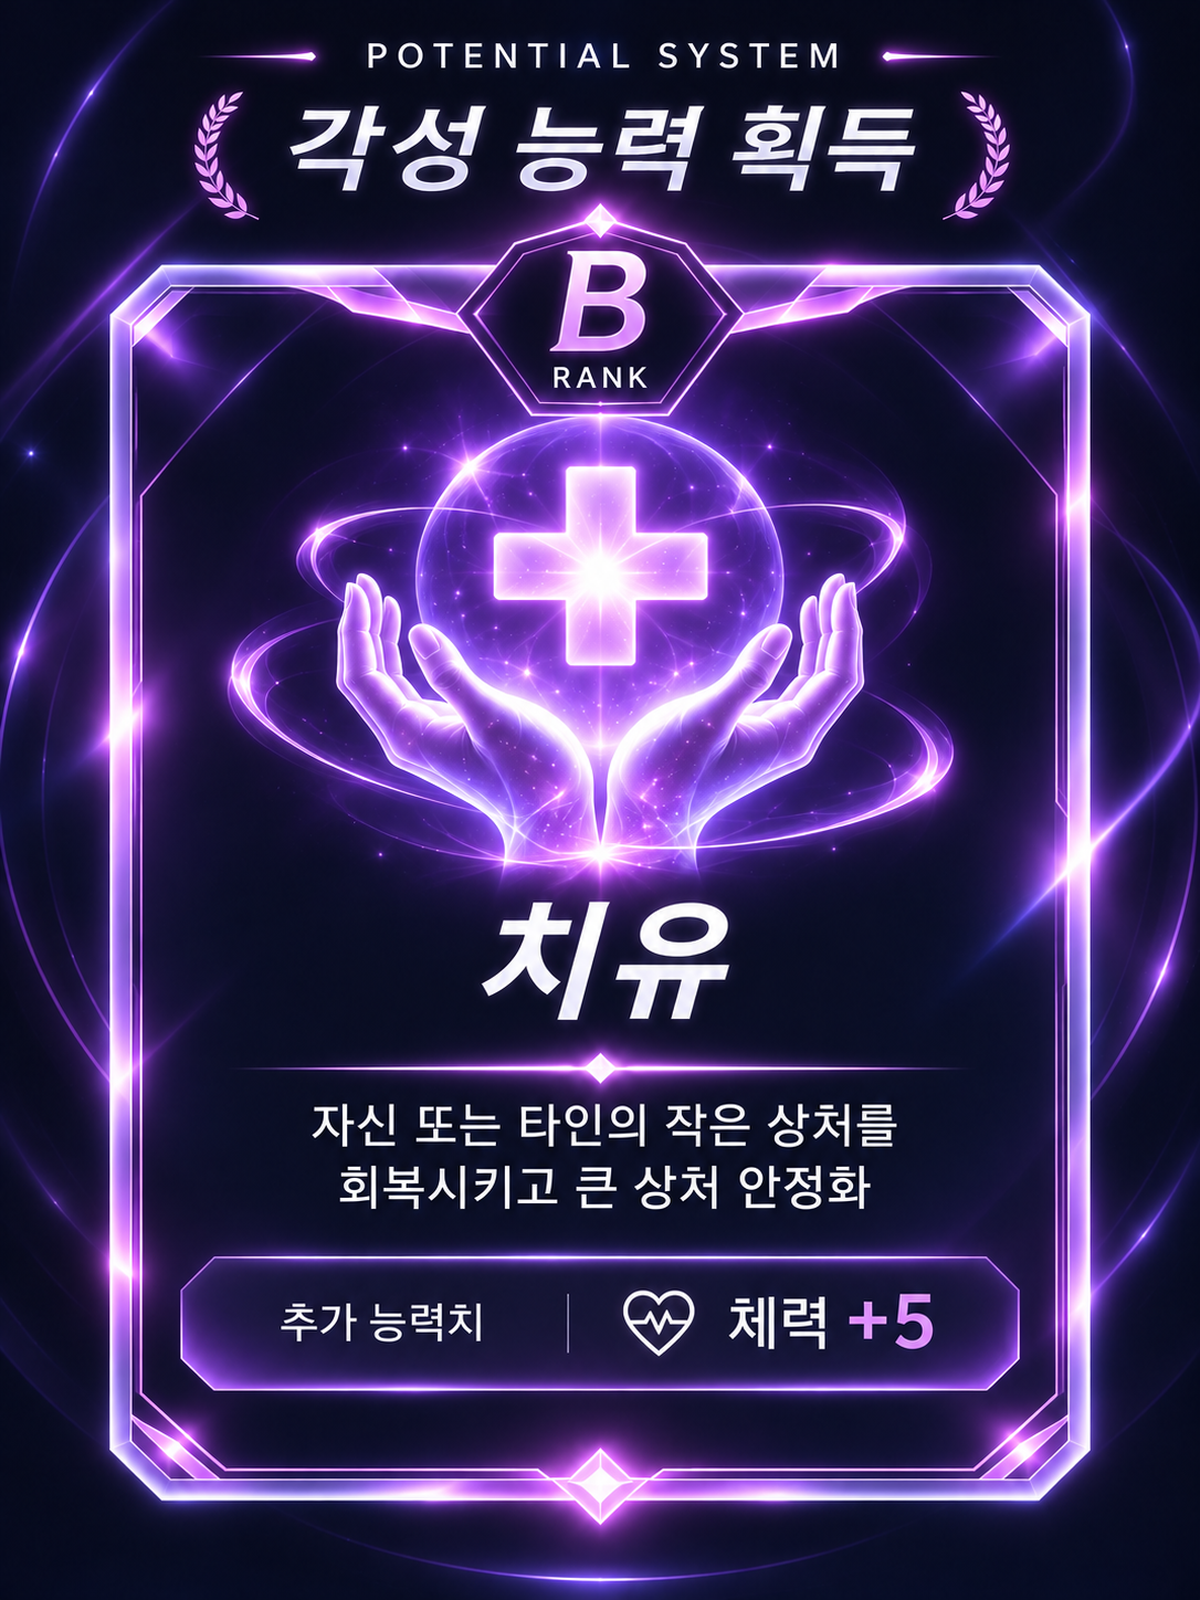 POTENTIAL SYSTEM
각성 능력 획득
B
RANK
치유
자신 또는 타인의 작은 상처를
회복시키고 큰 상처 안정화
추가 능력치
체력 +5